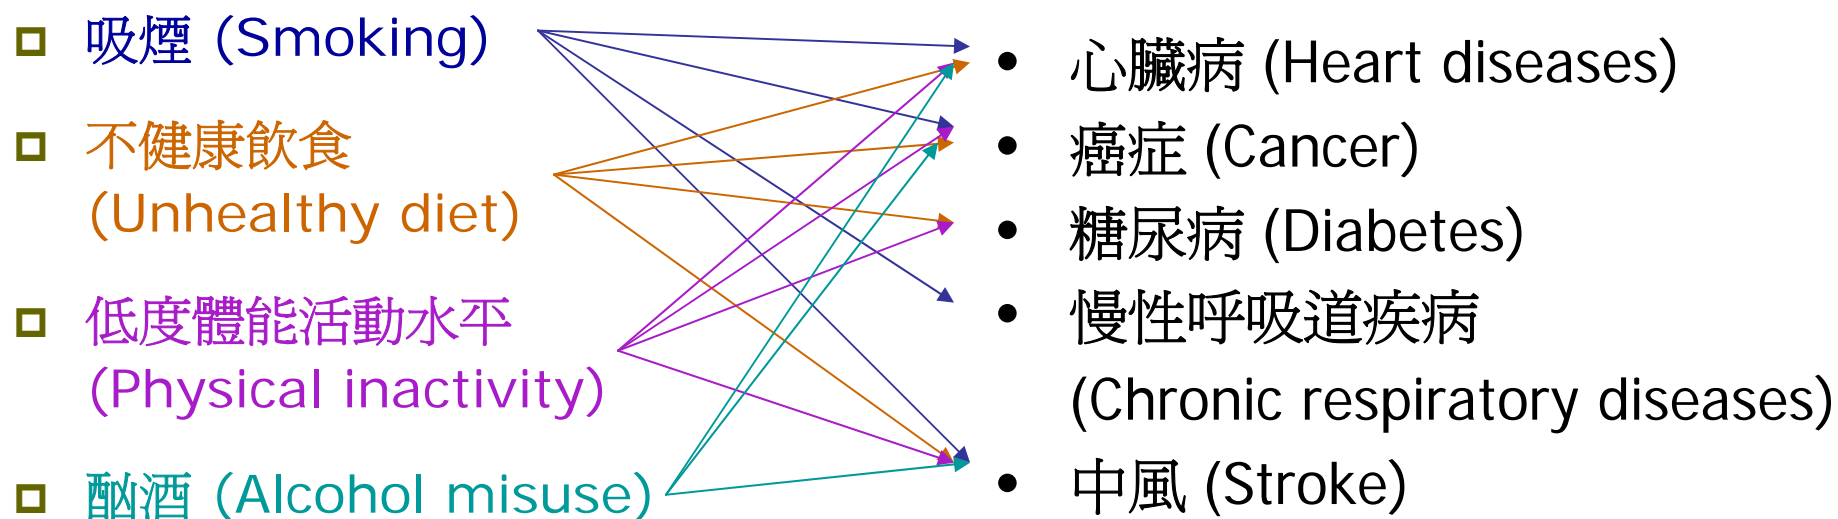 吸煙 (Smoking)
不健康飲食
(Unhealthy diet)
低度體能活動水平
(Physical inactivity)
酗酒 (Alcohol misuse)
心臟病 (Heart diseases)
癌症 (Cancer)
糖尿病 (Diabetes)
慢性呼吸道疾病
(Chronic respiratory diseases)
中風 (Stroke)